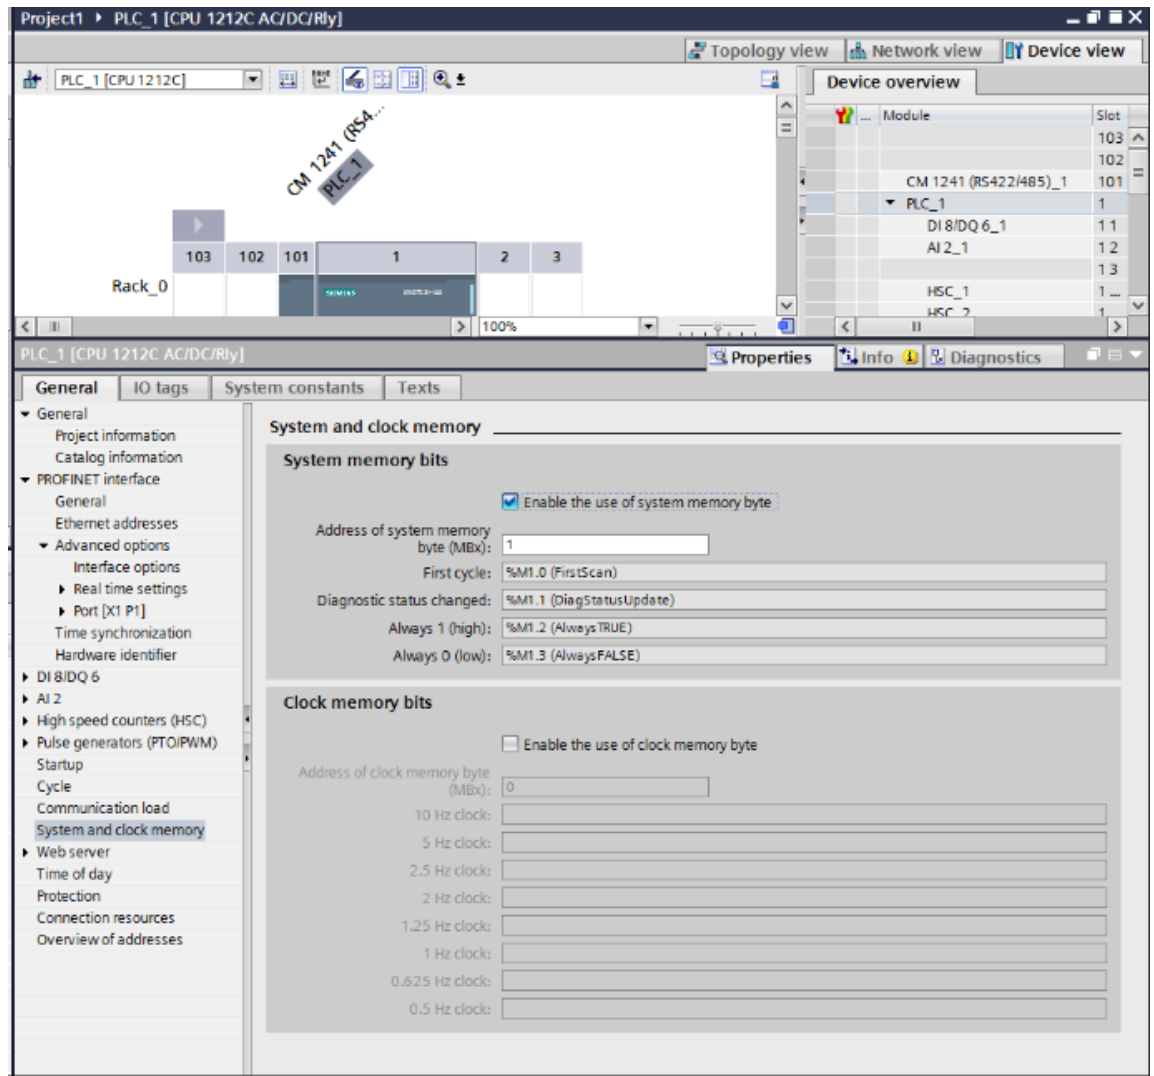 Project1 ▸ PLC_1 [CPU 1212C AC/DC/Rly]
Topology view Network view Device view
PLC_1 [CPU 1212C]
Device overview
... Module Slot
103
102
CM 1241 (RS422/485)_1 101
PLC_1 1
DI 8/DQ 6_1 1 1
AI 2_1 1 2
1 3
HSC_1 1 ...
HSC_2 1
CM 1241 (RS4...
PLC_1
103 102 101 1 2 3
Rack_0
SIEMENS
100%
PLC_1 [CPU 1212C AC/DC/Rly]
Properties Info Diagnostics
General IO tags System constants Texts
General
Project information
Catalog information
PROFINET interface
General
Ethernet addresses
Advanced options
Interface options
Real time settings
Port [X1 P1]
Time synchronization
Hardware identifier
DI 8/DQ 6
AI 2
High speed counters (HSC)
Pulse generators (PTO/PWM)
Startup
Cycle
Communication load
System and clock memory
Web server
Time of day
Protection
Connection resources
Overview of addresses
System and clock memory
System memory bits
Enable the use of system memory byte
Address of system memory
byte (MBx): 1
First cycle: %M1.0 (FirstScan)
Diagnostic status changed: %M1.1 (DiagStatusUpdate)
Always 1 (high): %M1.2 (AlwaysTRUE)
Always 0 (low): %M1.3 (AlwaysFALSE)
Clock memory bits
Enable the use of clock memory byte
Address of clock memory byte
(MBx): 0
10 Hz clock:
5 Hz clock:
2.5 Hz clock:
2 Hz clock:
1.25 Hz clock:
1 Hz clock:
0.625 Hz clock:
0.5 Hz clock: